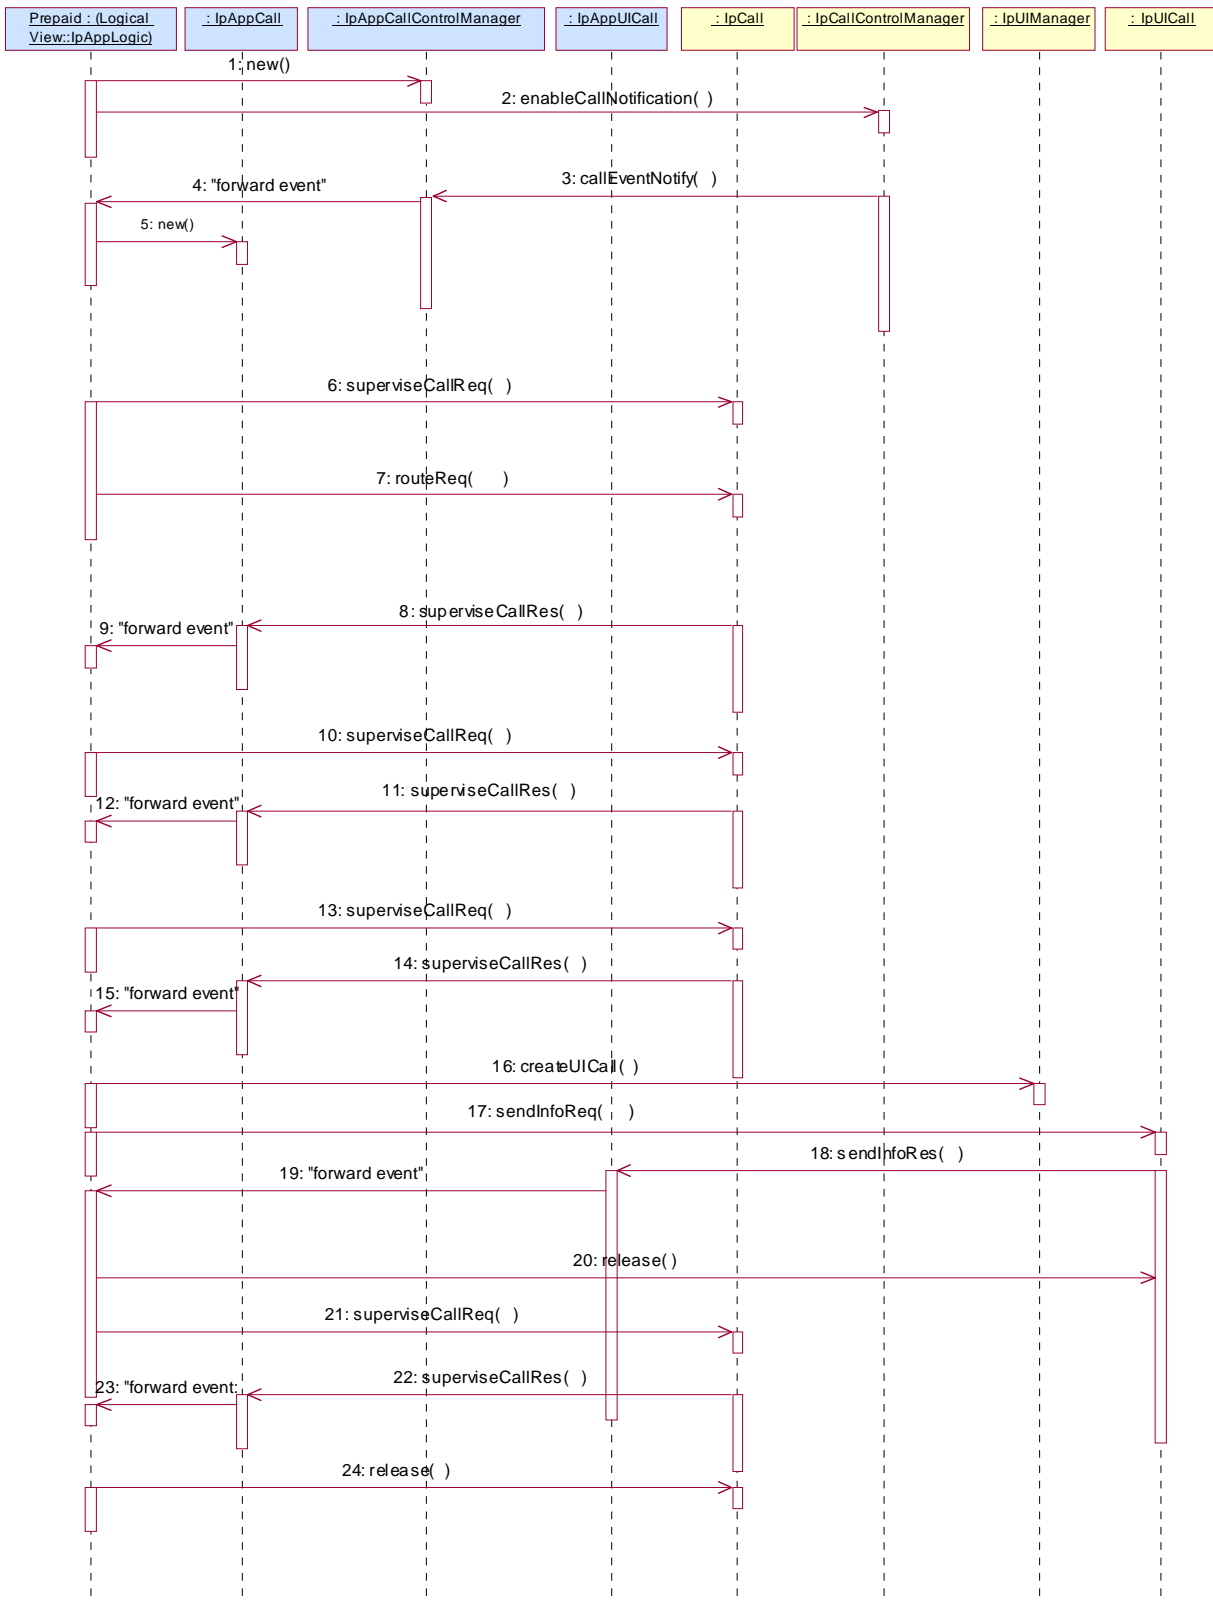 Prepaid : (Logical
View::IpAppLogic)
: IpAppCall
: IpAppCallControlManager
: IpAppUICall
: IpCall
: IpCallControlManager
: IpUIManager
: IpUICall
1: new()
2: enableCallNotification( )
3: callEventNotify( )
4: "forward event"
5: new()
6: superviseCallReq( )
7: routeReq( )
8: superviseCallRes( )
9: "forward event"
10: superviseCallReq( )
11: superviseCallRes( )
12: "forward event"
13: superviseCallReq( )
14: superviseCallRes( )
15: "forward event"
16: createUICall( )
17: sendInfoReq( )
18: sendInfoRes( )
19: "forward event"
20: release( )
21: superviseCallReq( )
22: superviseCallRes( )
23: "forward event:
24: release( )